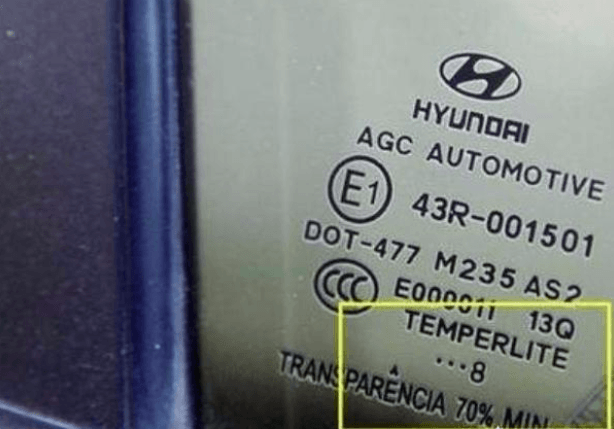 HYUNDAI
AGC AUTOMOTIVE
E1 43R-001501
DOT-477 M235 AS2
CCC E000011 13Q
TEMPERLITE
...8
TRANSPARÊNCIA 70% MIN